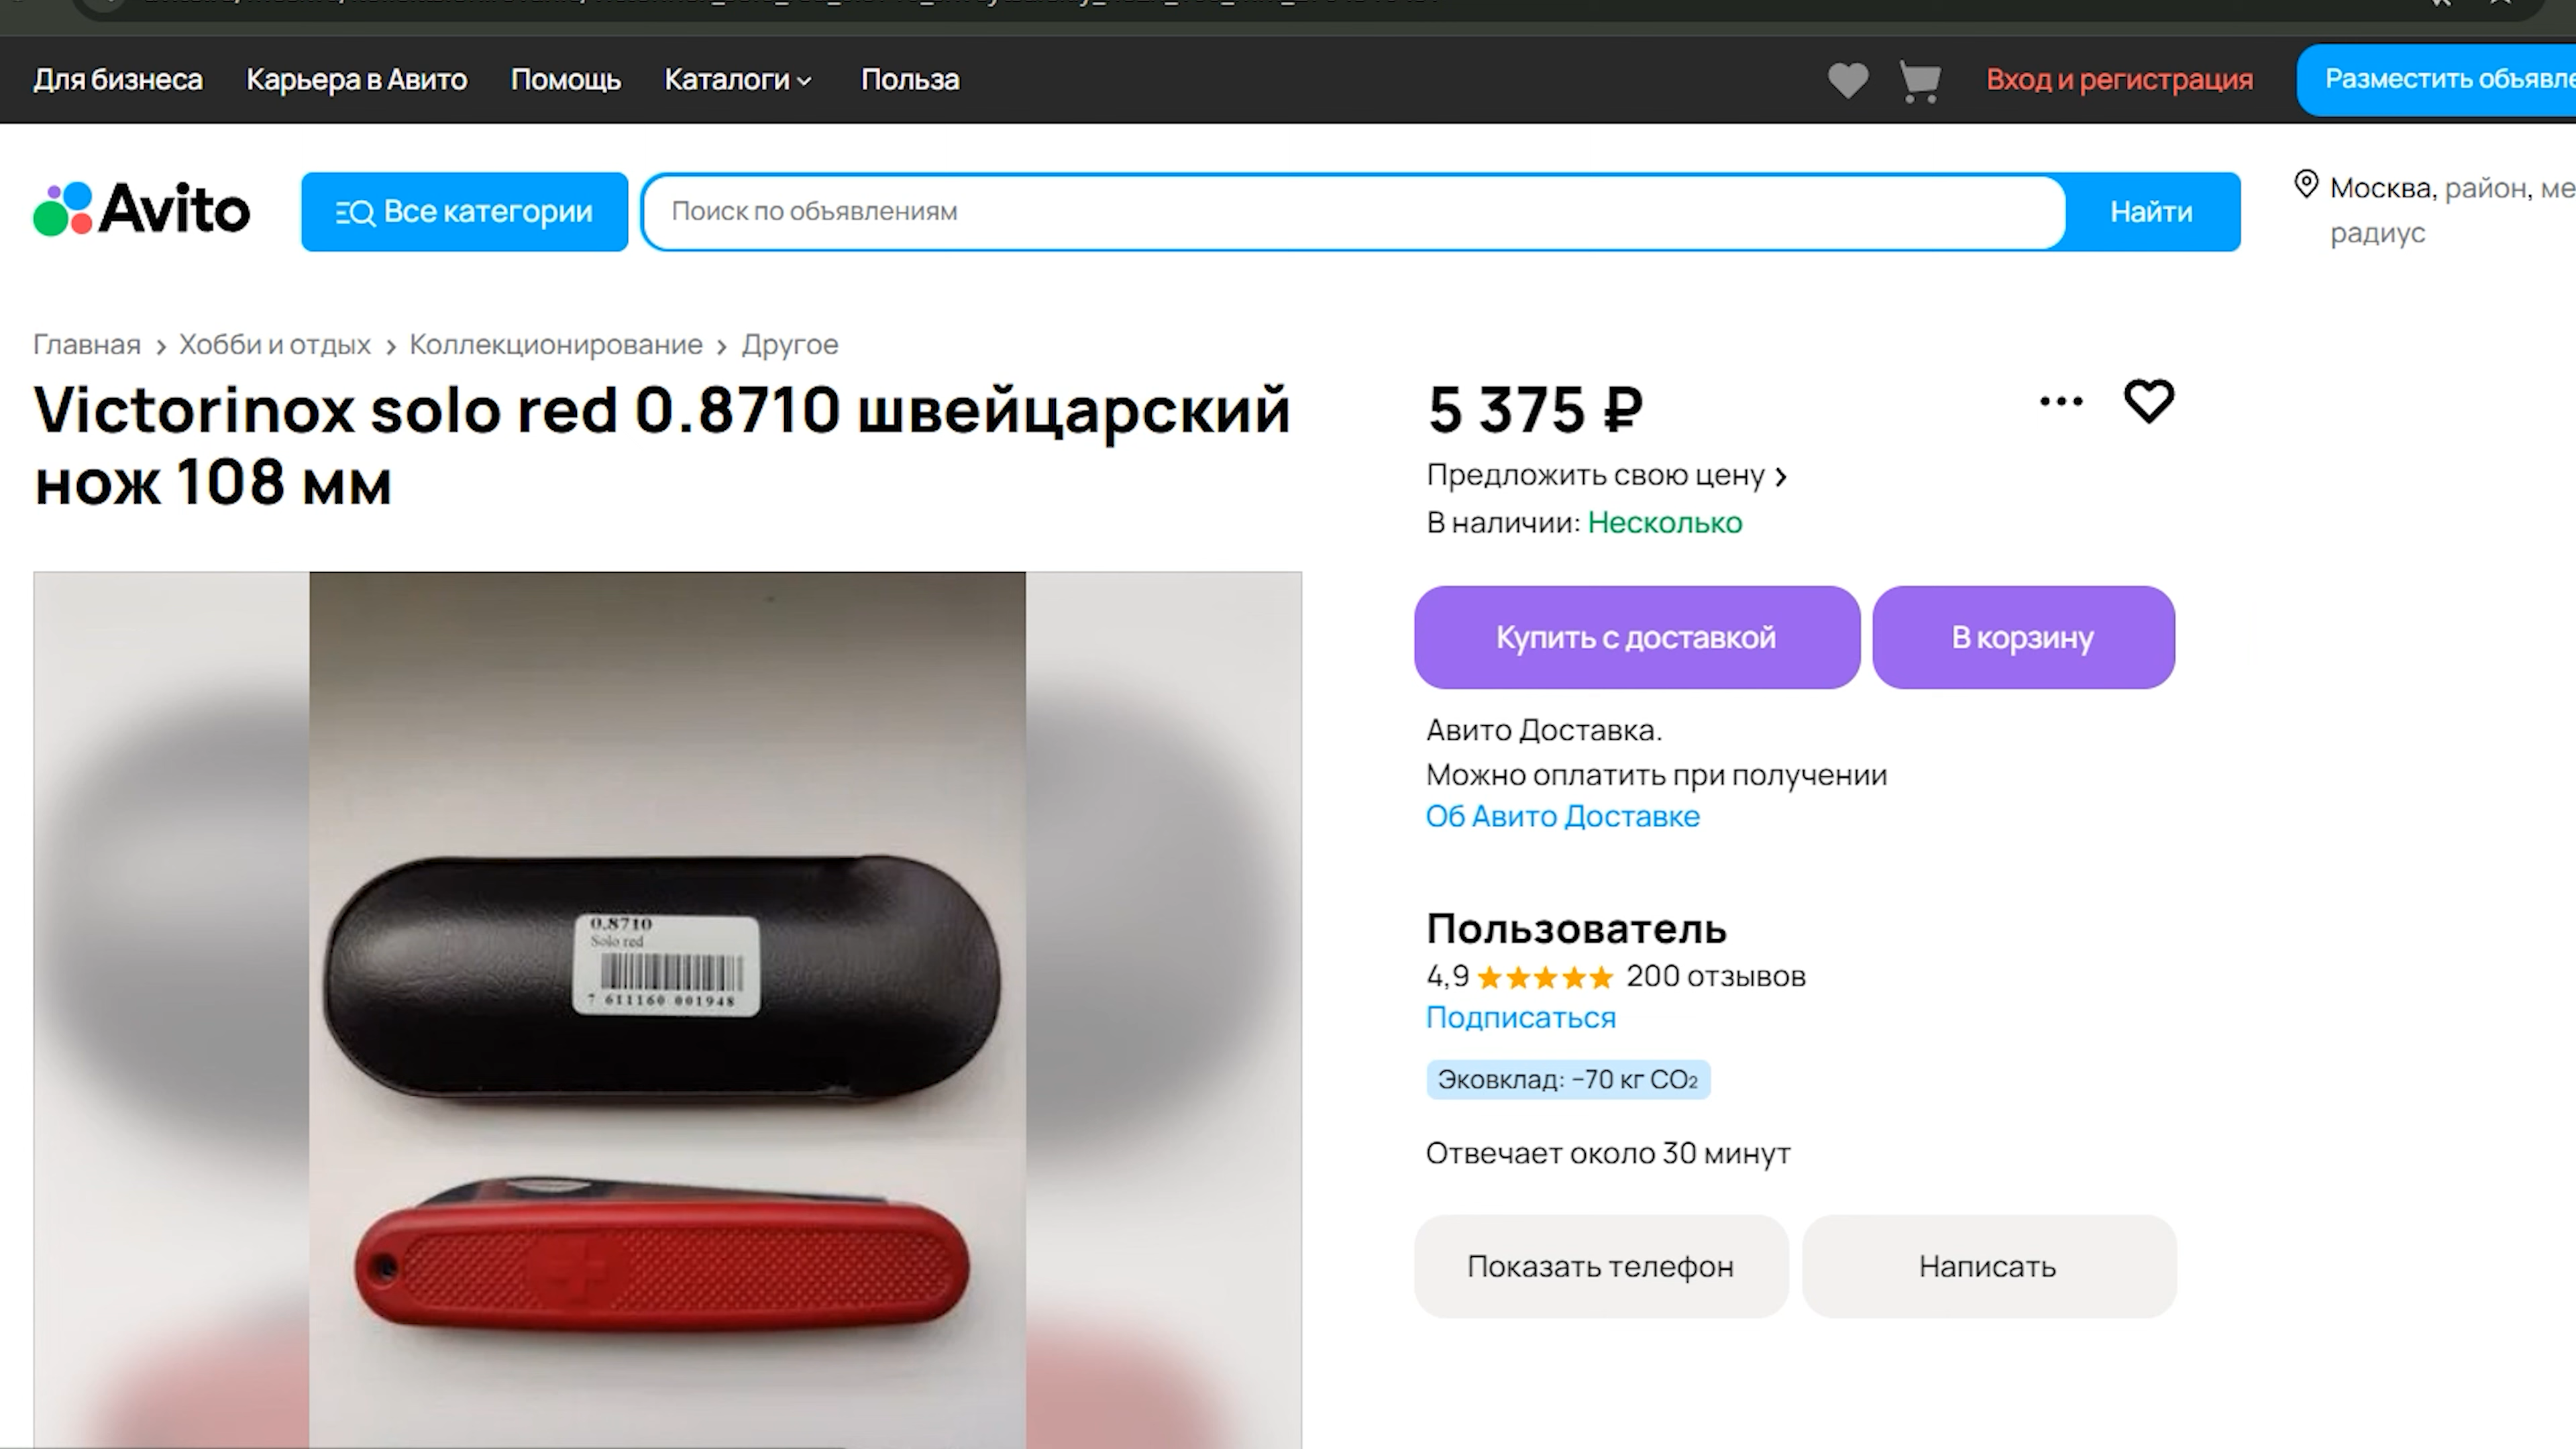 Для бизнеса Карьера в Авито Помощь Каталоги Польза Вход и регистрация
Avito Все категории Поиск по объявлениям Найти Москва, район,
радиус
Главная › Хобби и отдых › Коллекционирование › Другое
Victorinox solo red 0.8710 швейцарский
нож 108 мм
5 375 ₽
Предложить свою цену ›
В наличии: Несколько
Купить с доставкой В корзину
Авито Доставка.
Можно оплатить при получении
Об Авито Доставке
Пользователь
4,9 200 отзывов
Подписаться
Эковклад: −70 кг CO₂
Отвечает около 30 минут
Показать телефон Написать
0.8710
Solo red
7 611160 001948